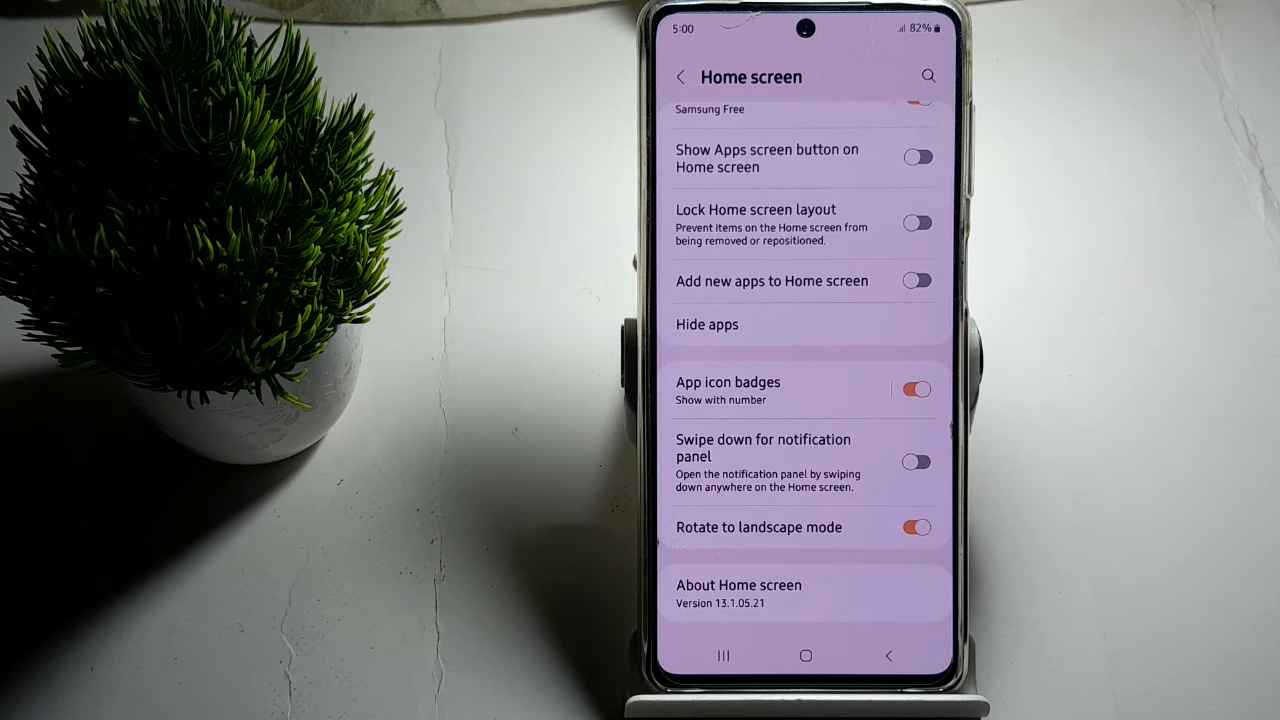 5:00
82%
Home screen
Samsung Free
Show Apps screen button on
Home screen
Lock Home screen layout
Prevent items on the Home screen from
being removed or repositioned.
Add new apps to Home screen
Hide apps
App icon badges
Show with number
Swipe down for notification
panel
Open the notification panel by swiping
down anywhere on the Home screen.
Rotate to landscape mode
About Home screen
Version 13.1.05.21